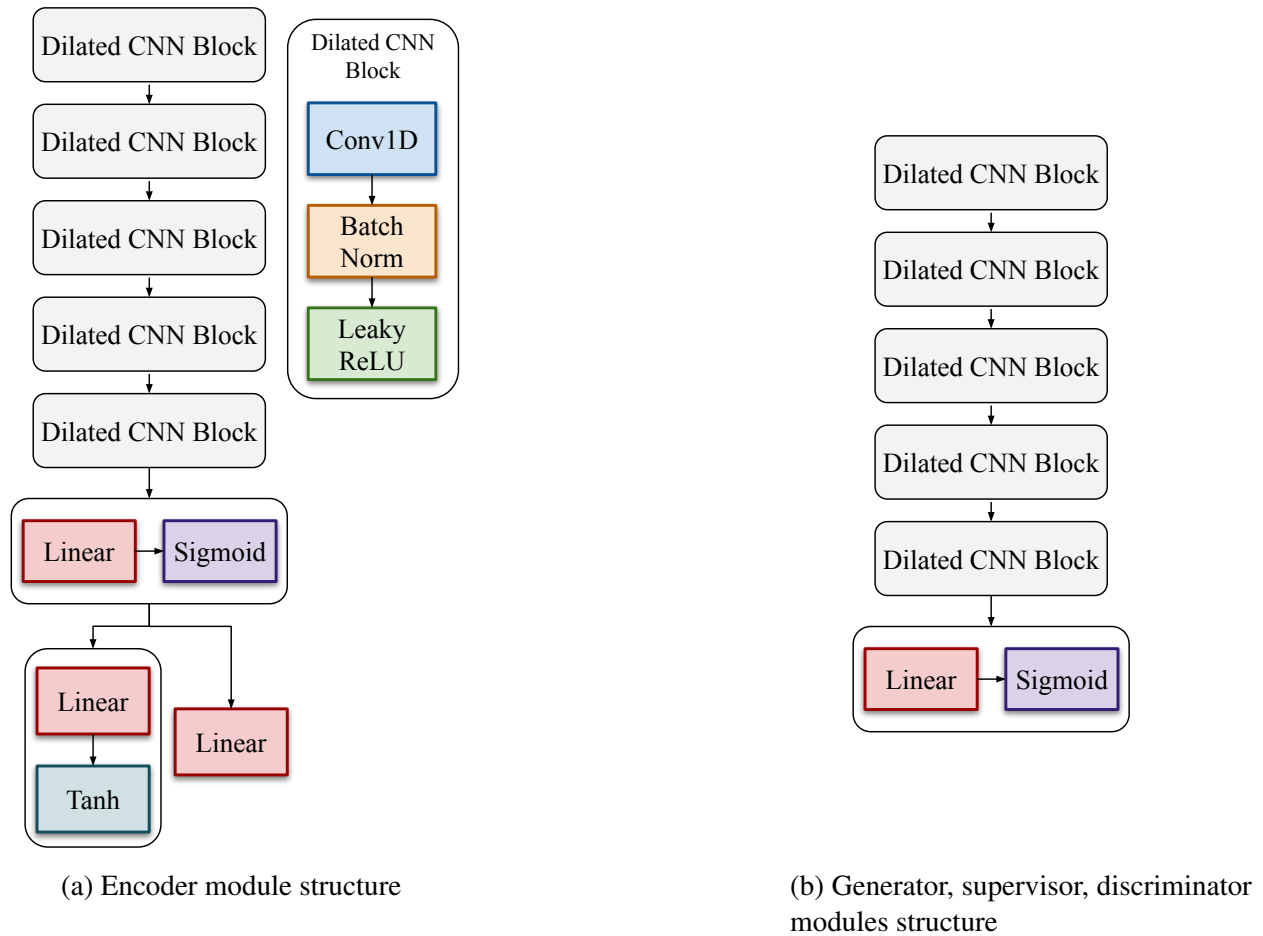 Dilated CNN Block
Dilated CNN Block
Dilated CNN Block
Dilated CNN Block
Dilated CNN Block
Linear
Sigmoid
Linear
Tanh
Linear
Dilated CNN
Block
Conv1D
Batch
Norm
Leaky
ReLU
(a) Encoder module structure
Dilated CNN Block
Dilated CNN Block
Dilated CNN Block
Dilated CNN Block
Dilated CNN Block
Linear
Sigmoid
(b) Generator, supervisor, discriminator
modules structure